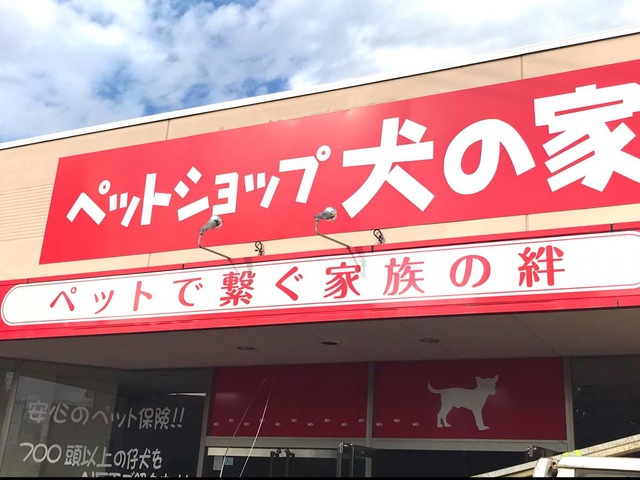 ペットショップ犬の家
ペットで繋ぐ家族の絆
安心のペット保険!!
700頭以上の仔犬を